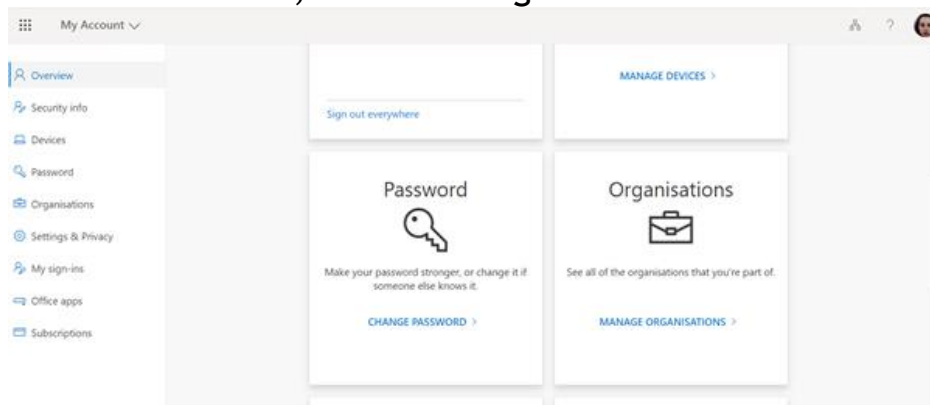 My Account
?
Overview
Security info
Devices
Password
Organisations
Settings & Privacy
My sign-ins
Office apps
Subscriptions
Sign out everywhere
MANAGE DEVICES >
Password
Make your password stronger, or change it if
someone else knows it.
CHANGE PASSWORD >
Organisations
See all of the organisations that you're part of.
MANAGE ORGANISATIONS >